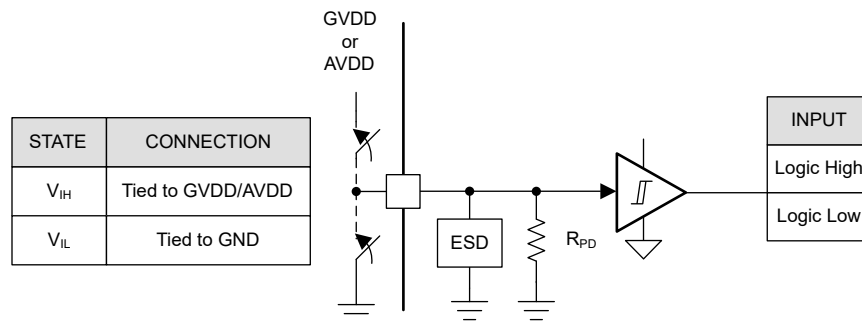 GVDD
or
AVDD
STATE CONNECTION
V_IH Tied to GVDD/AVDD
V_IL Tied to GND
ESD
R_PD
INPUT
Logic High
Logic Low